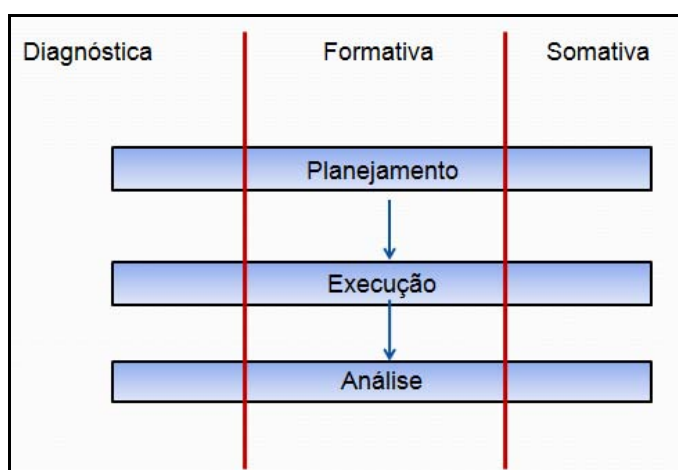 Diagnóstica Formativa Somativa
Planejamento
Execução
Análise